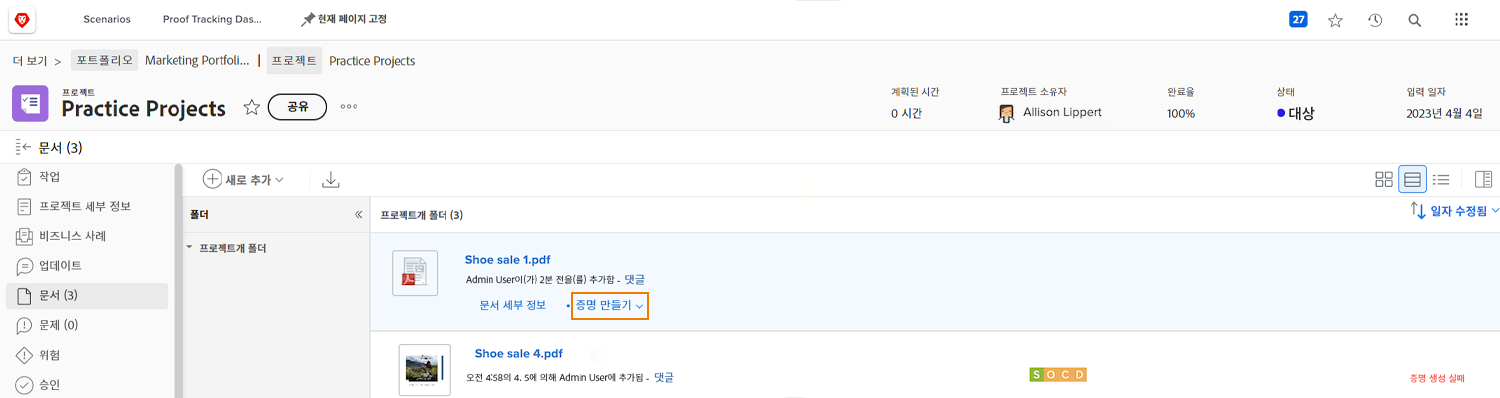 Scenarios Proof Tracking Das... 현재 페이지 고정 27
더 보기 > 포트폴리오 Marketing Portfoli... | 프로젝트 Practice Projects
프로젝트
Practice Projects 공유
계획된 시간 프로젝트 소유자 완료율 상태 입력 일자
0 시간 Allison Lippert 100% 대상 2023년 4월 4일
문서 (3)
작업
프로젝트 세부 정보
비즈니스 사례
업데이트
문서 (3)
문제 (0)
위험
승인
새로 추가
폴더
프로젝트개 폴더
프로젝트개 폴더 (3)
일자 수정됨
Shoe sale 1.pdf
Admin User이(가) 2분 전을(를) 추가함 - 댓글
문서 세부 정보 • 증명 만들기
Shoe sale 4.pdf
오전 4:58의 4. 5에 의해 Admin User에 추가됨 - 댓글
S O C D
증명 생성 실패